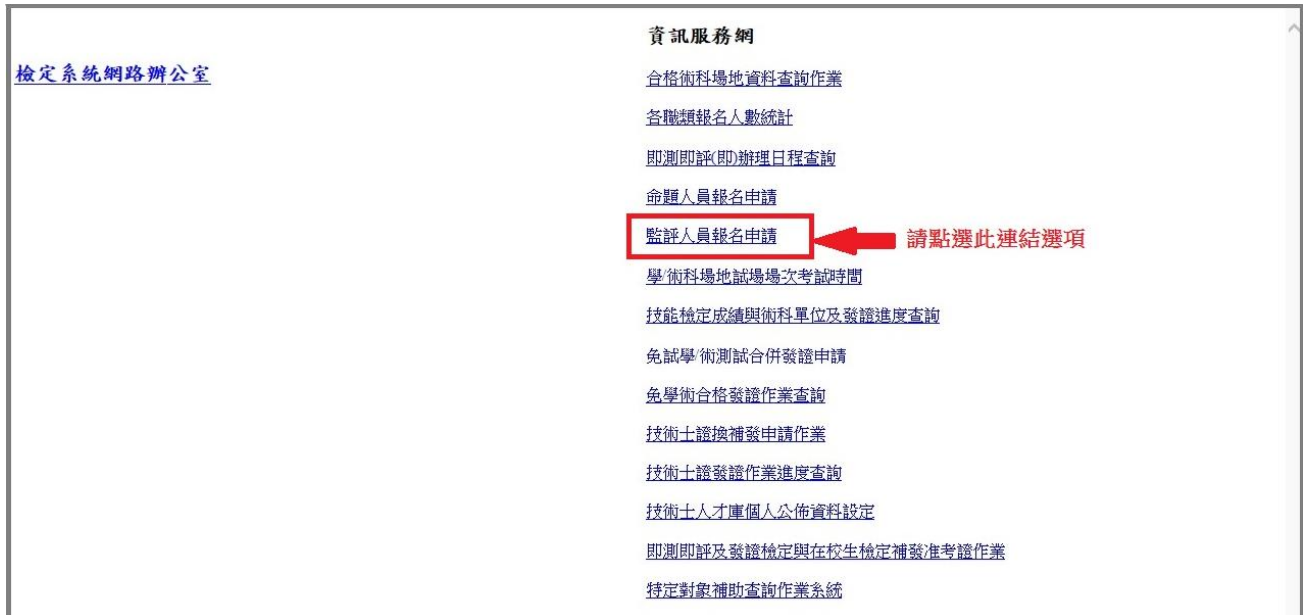 資訊服務網
檢定系統網路辦公室
合格術科場地資料查詢作業
各職類報名人數統計
即測即評(即)辦理日程查詢
命題人員報名申請
監評人員報名申請
請點選此連結選項
學/術科場地試場場次考試時間
技能檢定成績與術科單位及發證進度查詢
免試學/術測試合併發證申請
免學術合格發證作業查詢
技術士證換補發申請作業
技術士證發證作業進度查詢
技術士人才庫個人公佈資料設定
即測即評及發證檢定與在校生檢定補發准考證作業
特定對象補助查詢作業系統